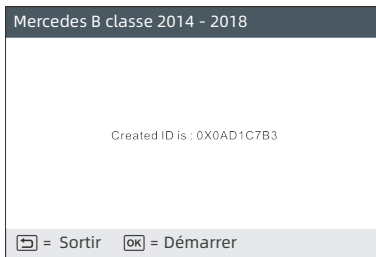 Mercedes B classe 2014 - 2018
Created ID is : 0X0AD1C7B3
= Sortir OK = Démarrer